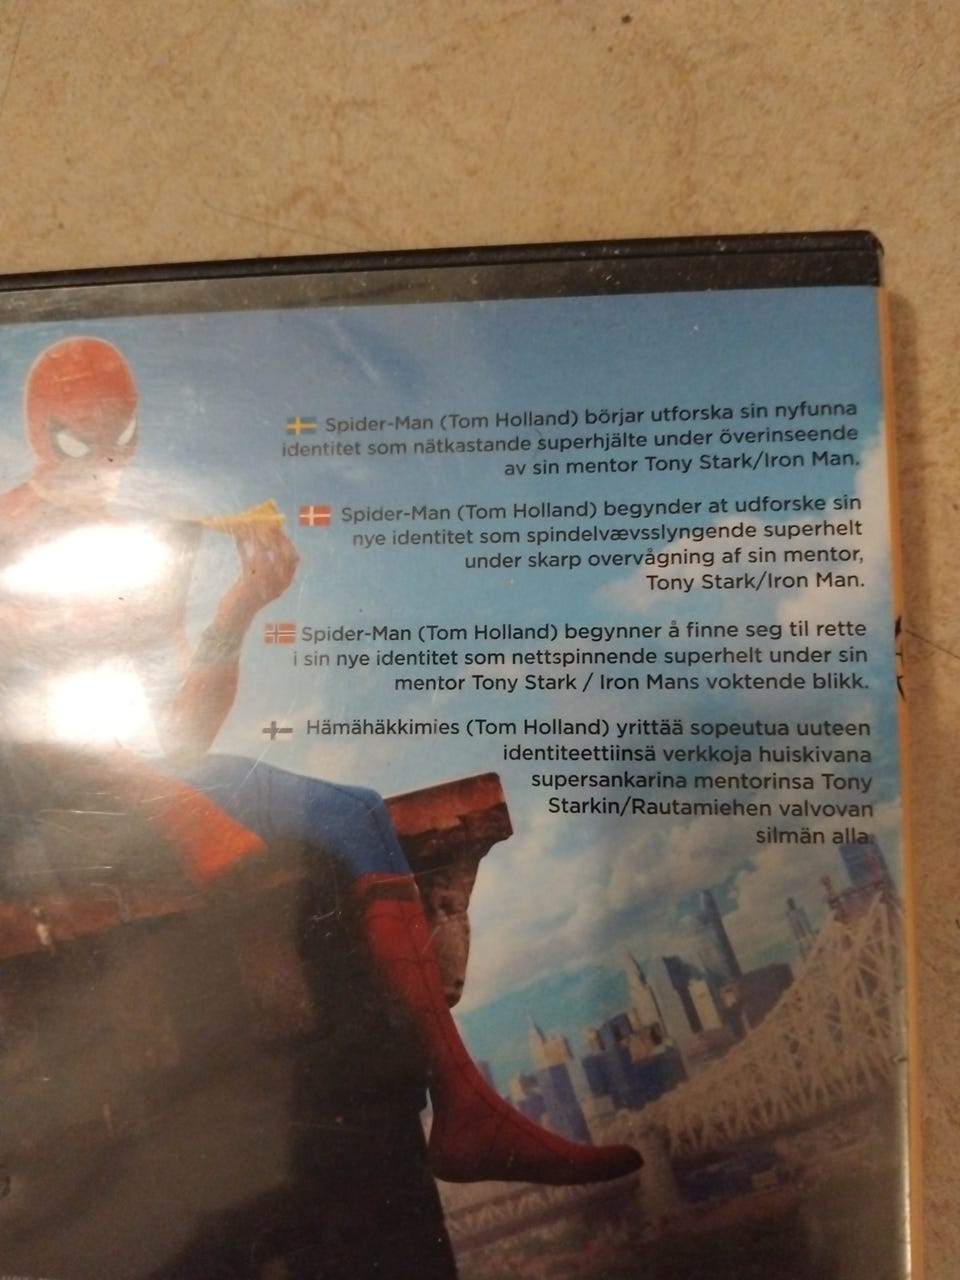 Spider-Man (Tom Holland) börjar utforska sin nyfunna
identitet som nätkastande superhjälte under överinseende
av sin mentor Tony Stark/Iron Man.
Spider-Man (Tom Holland) begynder at udforske sin
nye identitet som spindelvævsslyngende superhelt
under skarp overvågning af sin mentor,
Tony Stark/Iron Man.
Spider-Man (Tom Holland) begynner å finne seg til rette
i sin nye identitet som nettspinnende superhelt under sin
mentor Tony Stark / Iron Mans voktende blikk.
Hämähäkkimies (Tom Holland) yrittää sopeutua uuteen
identiteettiinsä verkkoja huiskivana
supersankarina mentorinsa Tony
Starkin/Rautamiehen valvovan
silmän alla.